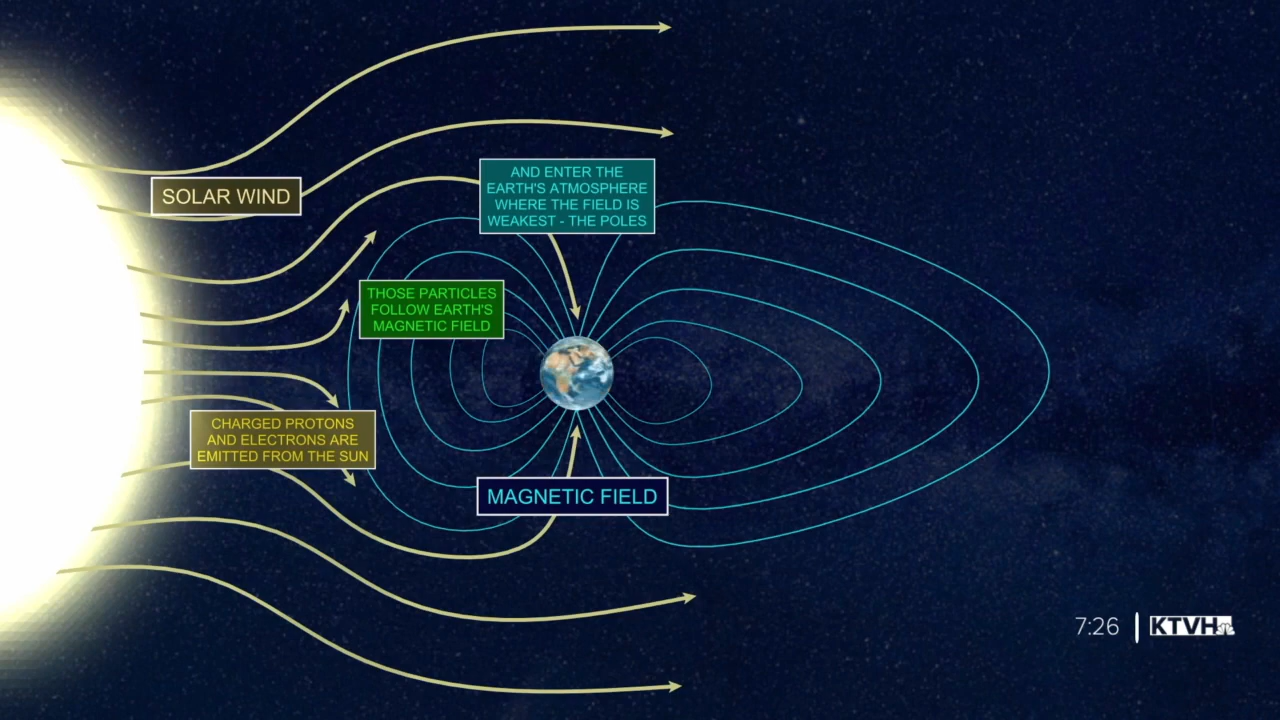 SOLAR WIND
AND ENTER THE
EARTH'S ATMOSPHERE
WHERE THE FIELD IS
WEAKEST - THE POLES
THOSE PARTICLES
FOLLOW EARTH'S
MAGNETIC FIELD
CHARGED PROTONS
AND ELECTRONS ARE
EMITTED FROM THE SUN
MAGNETIC FIELD
7:26 | KTVH